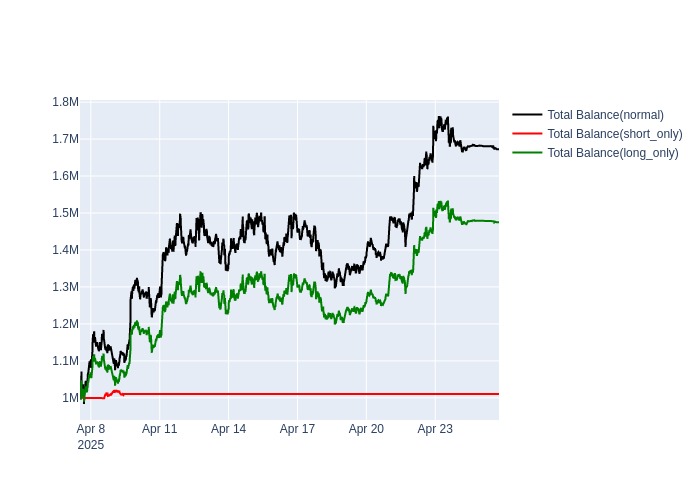 1.8M
1.7M
1.6M
1.5M
1.4M
1.3M
1.2M
1.1M
1M
Apr 8
2025
Apr 11
Apr 14
Apr 17
Apr 20
Apr 23
Total Balance(normal)
Total Balance(short_only)
Total Balance(long_only)